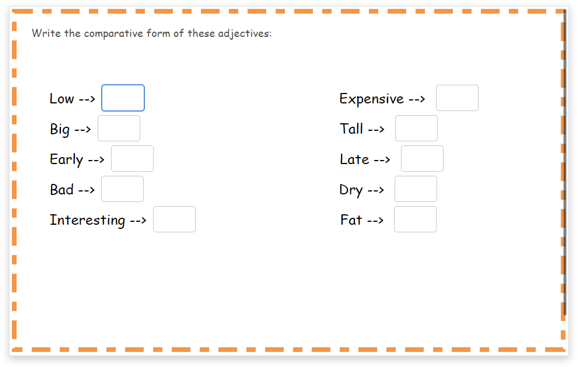 Write the comparative form of these adjectives:
Low -->
Big -->
Early -->
Bad -->
Interesting -->
Expensive -->
Tall -->
Late -->
Dry -->
Fat -->